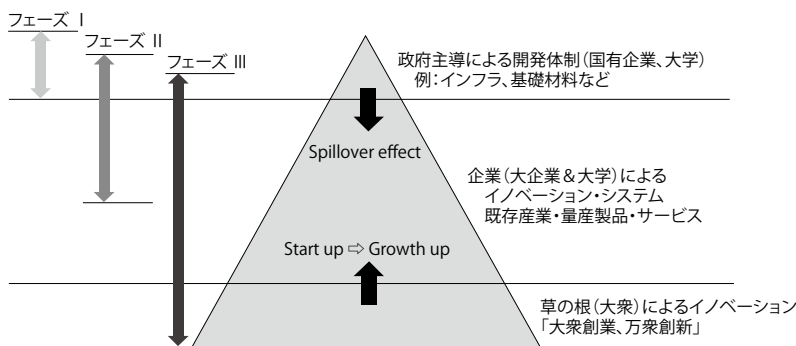 フェーズ Ⅰ
フェーズ Ⅱ
フェーズ Ⅲ
政府主導による開発体制(国有企業、大学)
例:インフラ、基礎材料など
Spillover effect
企業(大企業&大学)による
イノベーション・システム
既存産業・量産製品・サービス
Start up ⇨ Growth up
草の根(大衆)によるイノベーション
「大衆創業、万衆創新」